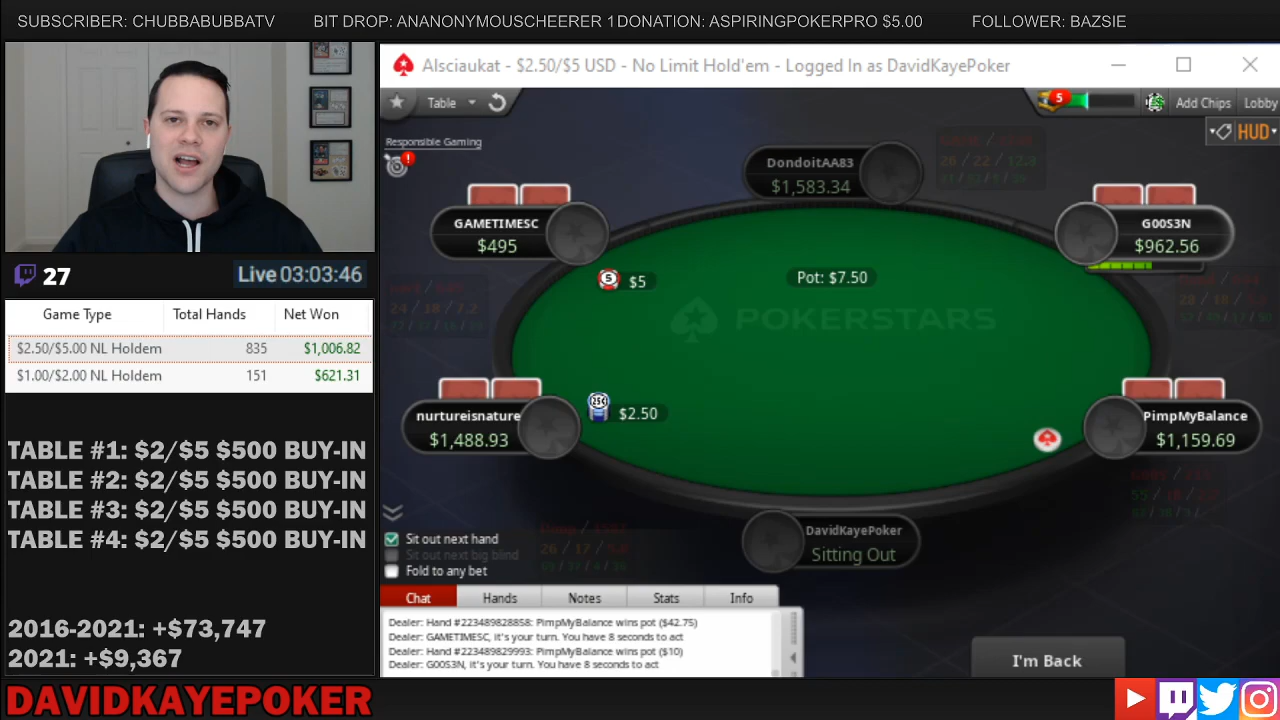 SUBSCRIBER: CHUBBABUBBATV BIT DROP: ANANONYMOUSCHEERER 1 DONATION: ASPIRINGPOKERPRO $5.00 FOLLOWER: BAZSIE
Alsciaukat - $2.50/$5 USD - No Limit Hold'em - Logged In as DavidKayePoker
Table 5 Add Chips Lobby
HUD
Responsible Gaming
DondoitAA83
$1,583.34
GAMETIMESC
$495
G00S3N
$962.56
$5
Pot: $7.50
POKERSTARS
nurtureisnature
$1,488.93
$2.50
PimpMyBalance
$1,159.69
DavidKayePoker
Sitting Out
Sit out next hand
Sit out next big blind
Fold to any bet
Chat Hands Notes Stats Info
Dealer: Hand #223489828858: PimpMyBalance wins pot ($42.75)
Dealer: GAMETIMESC, it's your turn. You have 8 seconds to act
Dealer: Hand #223489829993: PimpMyBalance wins pot ($10)
Dealer: G00S3N, it's your turn. You have 8 seconds to act
I'm Back
27 Live 03:03:46
Game Type Total Hands Net Won
$2.50/$5.00 NL Holdem 835 $1,006.82
$1.00/$2.00 NL Holdem 151 $621.31
TABLE #1: $2/$5 $500 BUY-IN
TABLE #2: $2/$5 $500 BUY-IN
TABLE #3: $2/$5 $500 BUY-IN
TABLE #4: $2/$5 $500 BUY-IN
2016-2021: +$73,747
2021: +$9,367
DAVIDKAYEPOKER